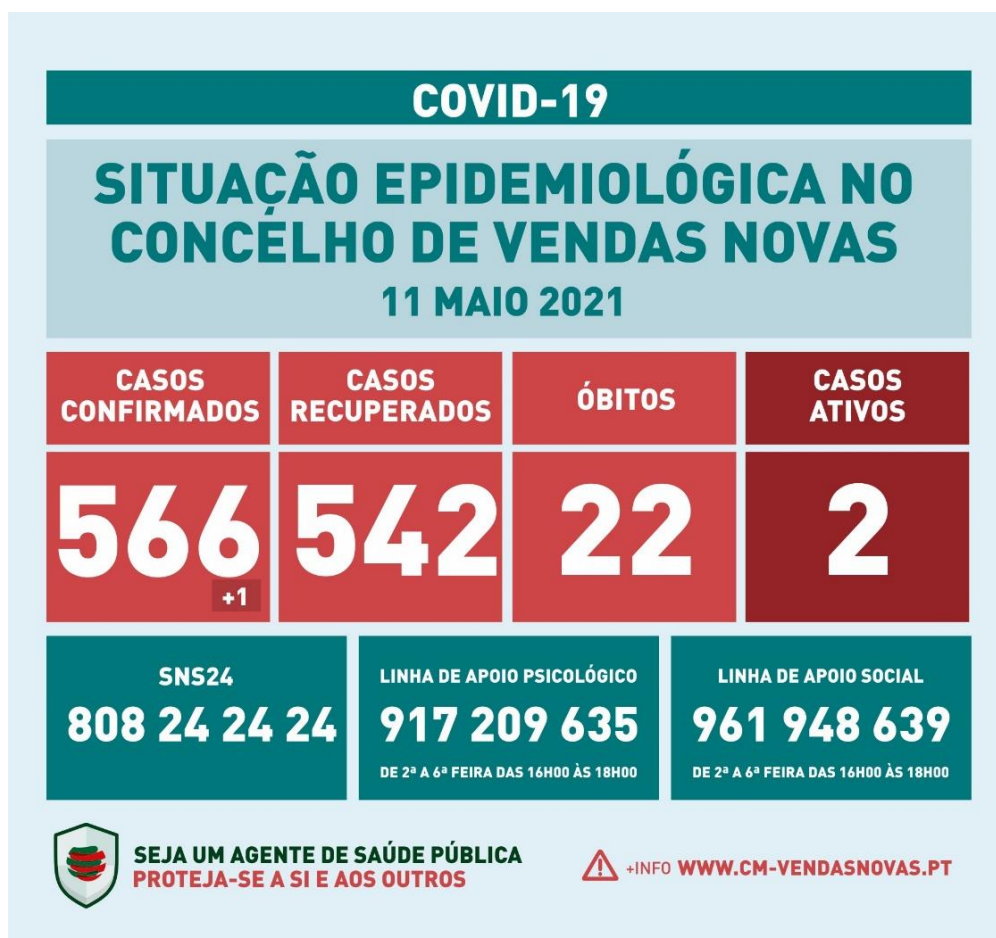 COVID-19
SITUAÇÃO EPIDEMIOLÓGICA NO
CONCELHO DE VENDAS NOVAS
11 MAIO 2021
CASOS
CONFIRMADOS
CASOS
RECUPERADOS
ÓBITOS
CASOS
ATIVOS
566
+1
542
22
2
SNS24
808 24 24 24
LINHA DE APOIO PSICOLÓGICO
917 209 635
DE 2ª A 6ª FEIRA DAS 16H00 ÀS 18H00
LINHA DE APOIO SOCIAL
961 948 639
DE 2ª A 6ª FEIRA DAS 16H00 ÀS 18H00
SEJA UM AGENTE DE SAÚDE PÚBLICA
PROTEJA-SE A SI E AOS OUTROS
+INFO WWW.CM-VENDASNOVAS.PT